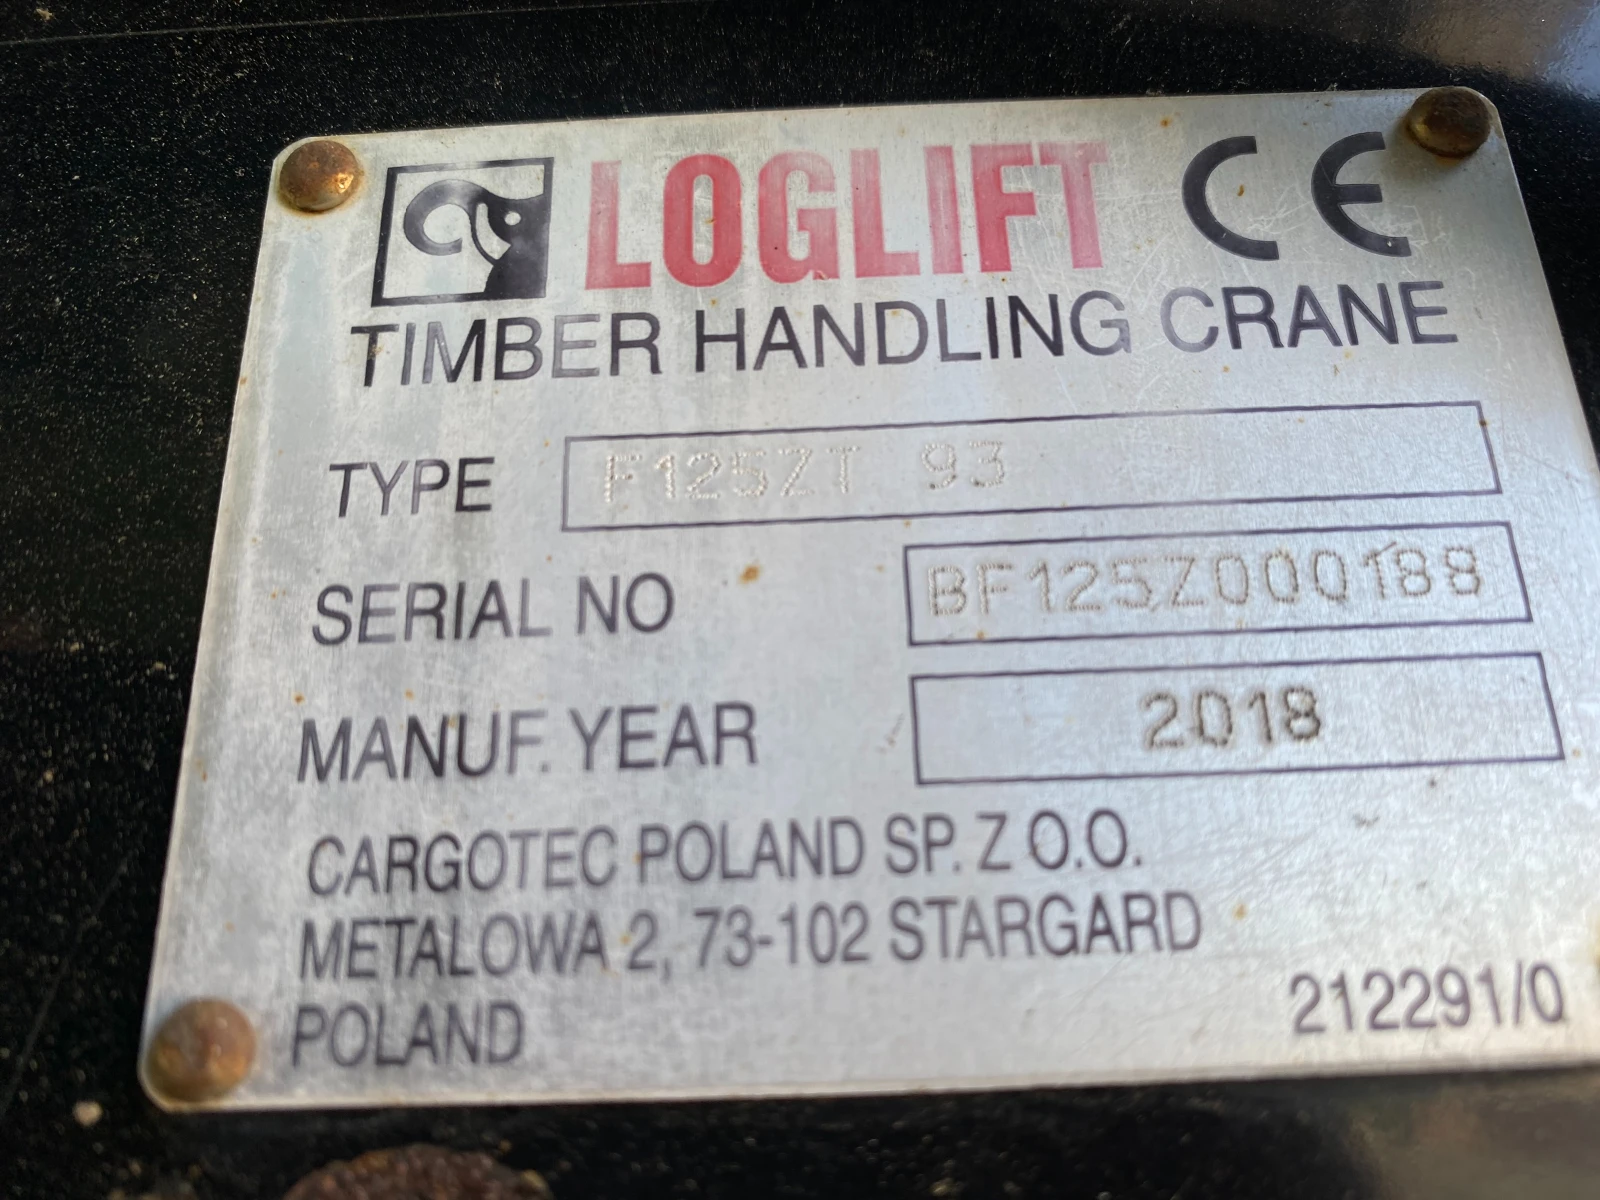 LOGLIFT CE
TIMBER HANDLING CRANE
TYPE F125ZT 93
SERIAL NO BF125Z000188
MANUF. YEAR 2018
CARGOTEC POLAND SP. Z O.O.
METALOWA 2, 73-102 STARGARD
POLAND
212291/0